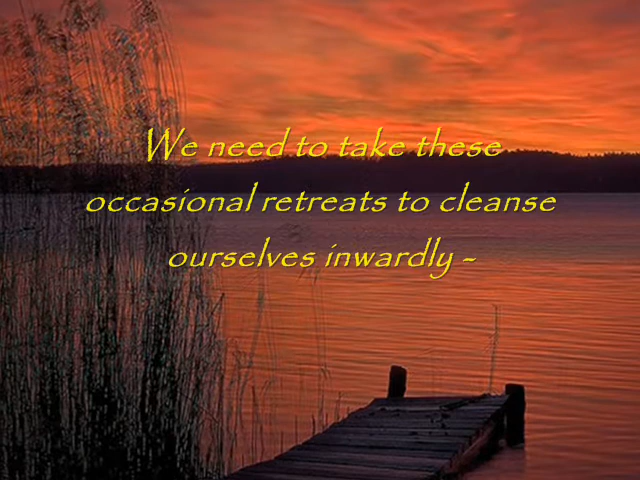 We need to take these
occasional retreats to cleanse
ourselves inwardly -